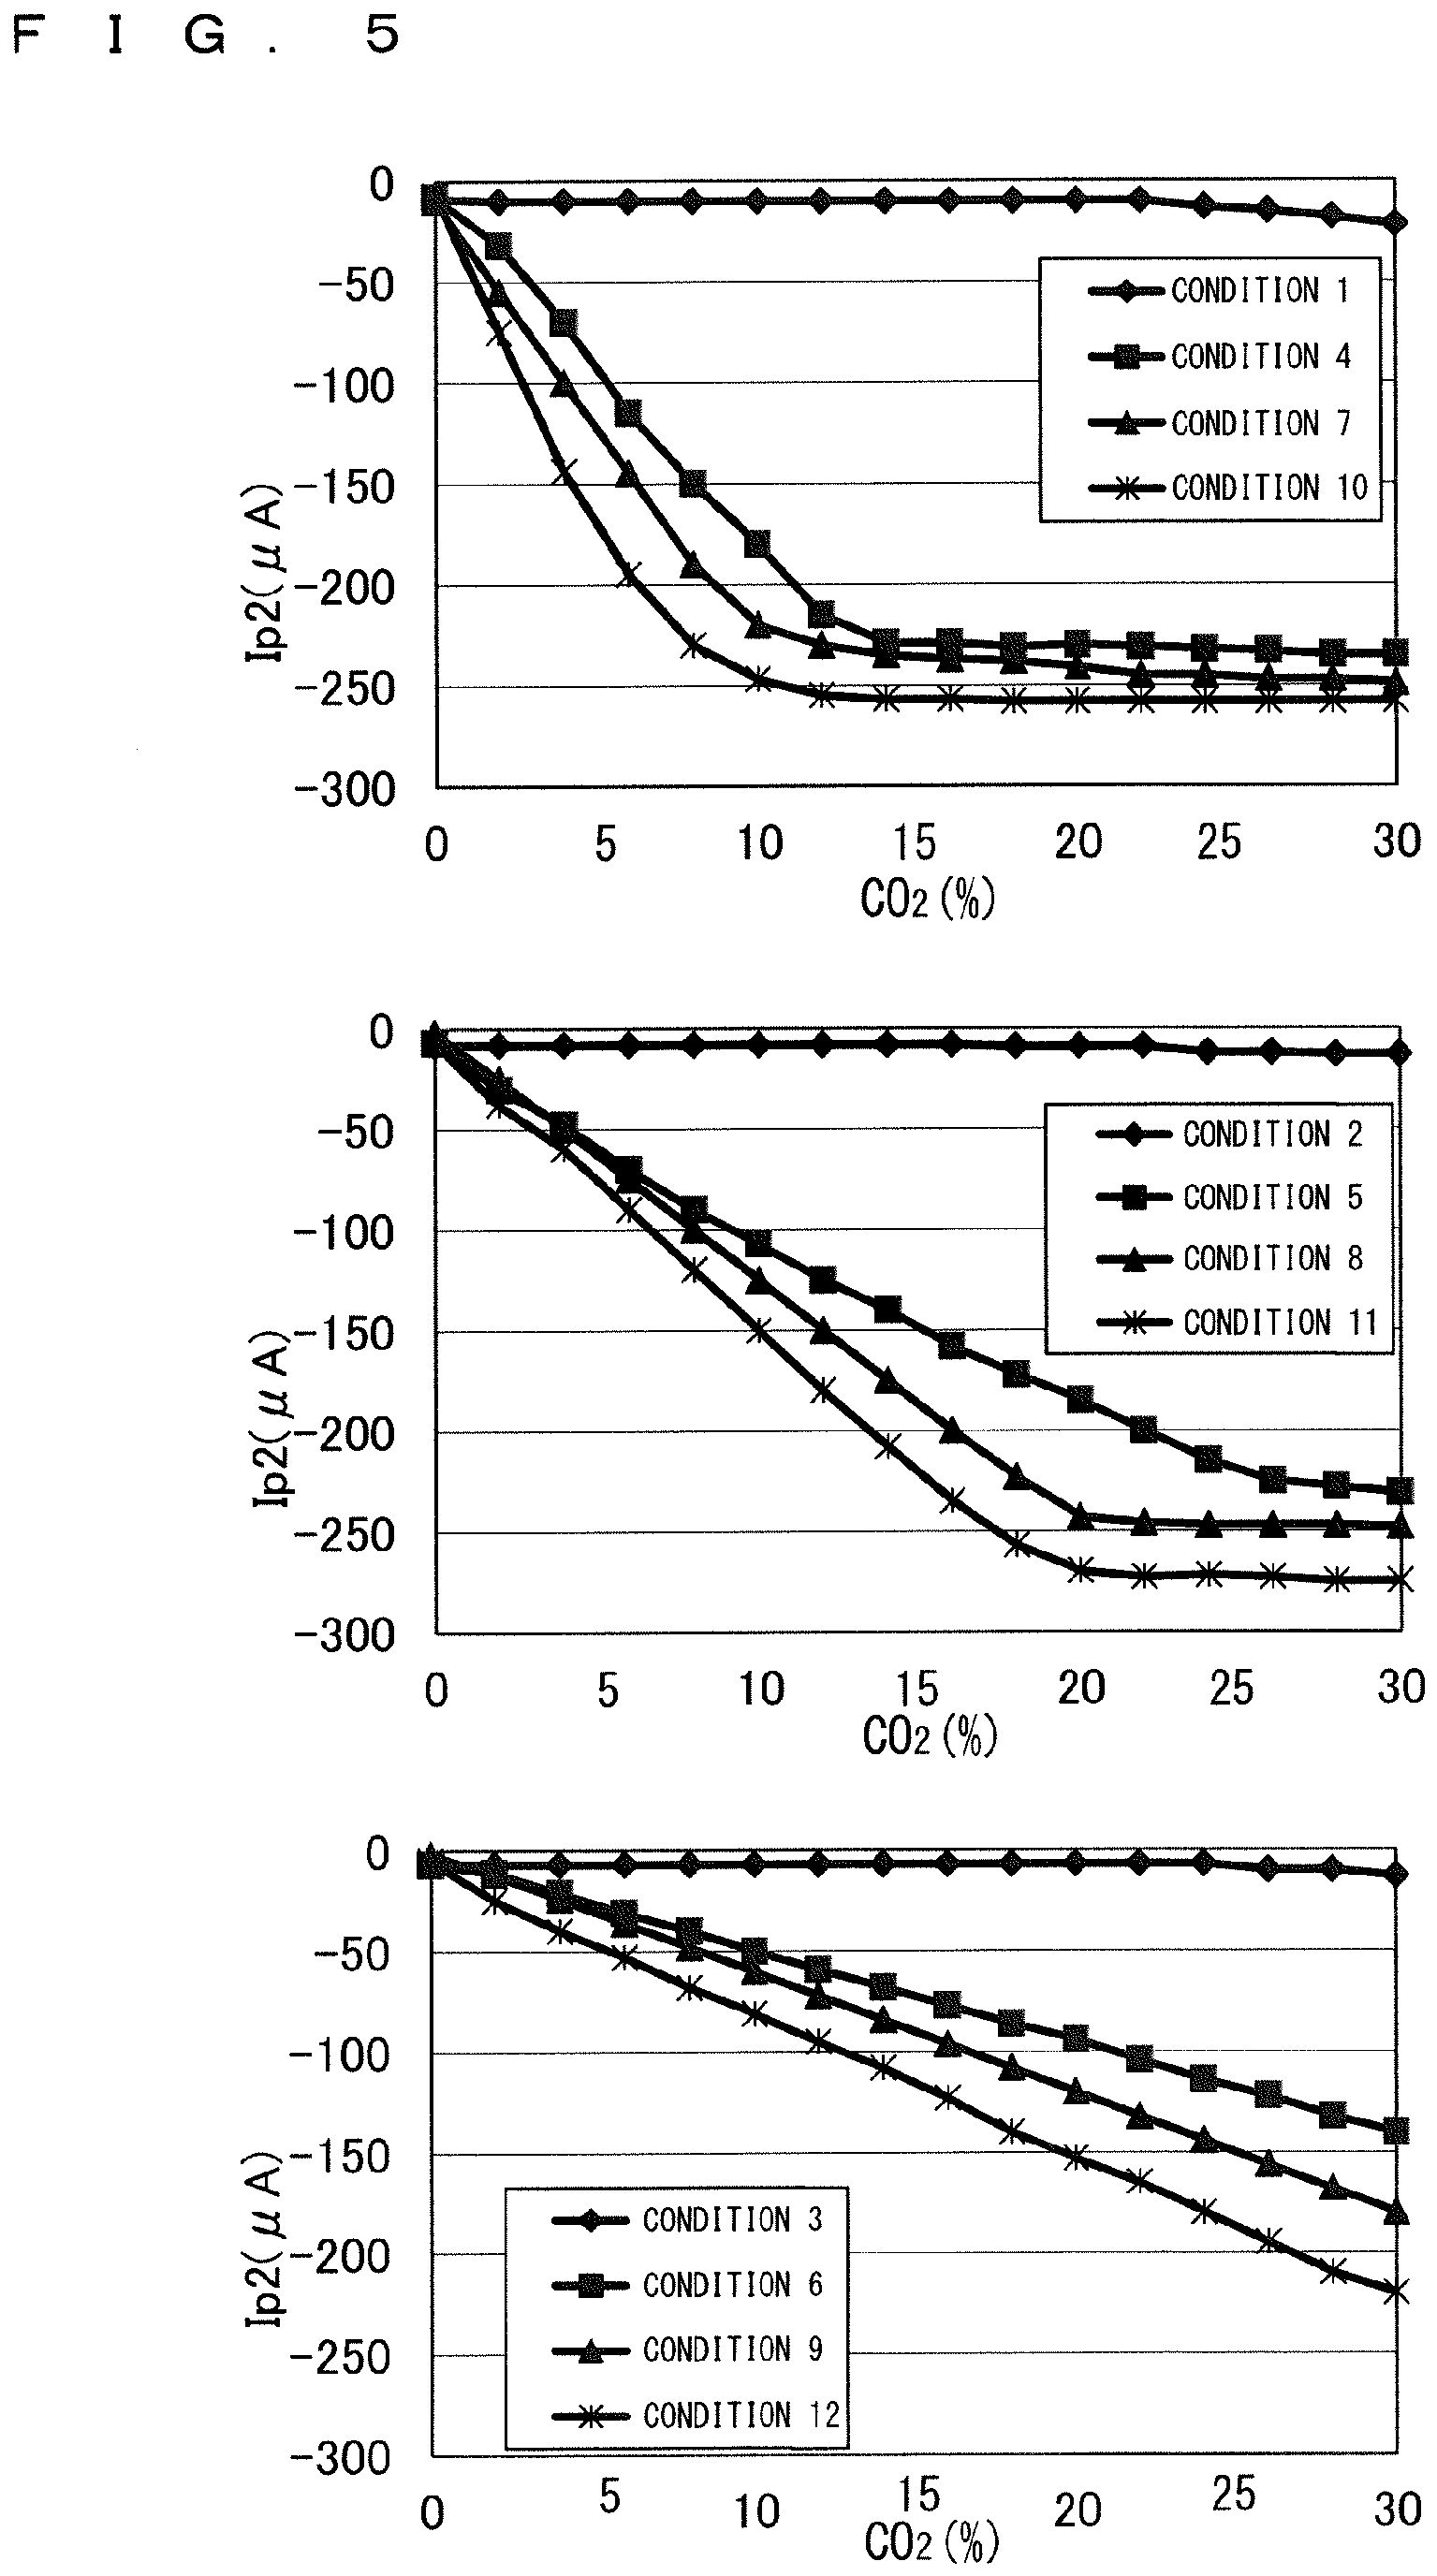 FIG. 5
0
-50
-100
-150
-200
-250
-300
Ip2(μA)
CONDITION 1
CONDITION 4
CONDITION 7
CONDITION 10
0 5 10 15 20 25 30
CO2(%)
0
-50
-100
-150
-200
-250
-300
Ip2(μA)
CONDITION 2
CONDITION 5
CONDITION 8
CONDITION 11
0 5 10 15 20 25 30
CO2(%)
0
-50
-100
-150
-200
-250
-300
Ip2(μA)
CONDITION 3
CONDITION 6
CONDITION 9
CONDITION 12
0 5 10 15 20 25 30
CO2(%)